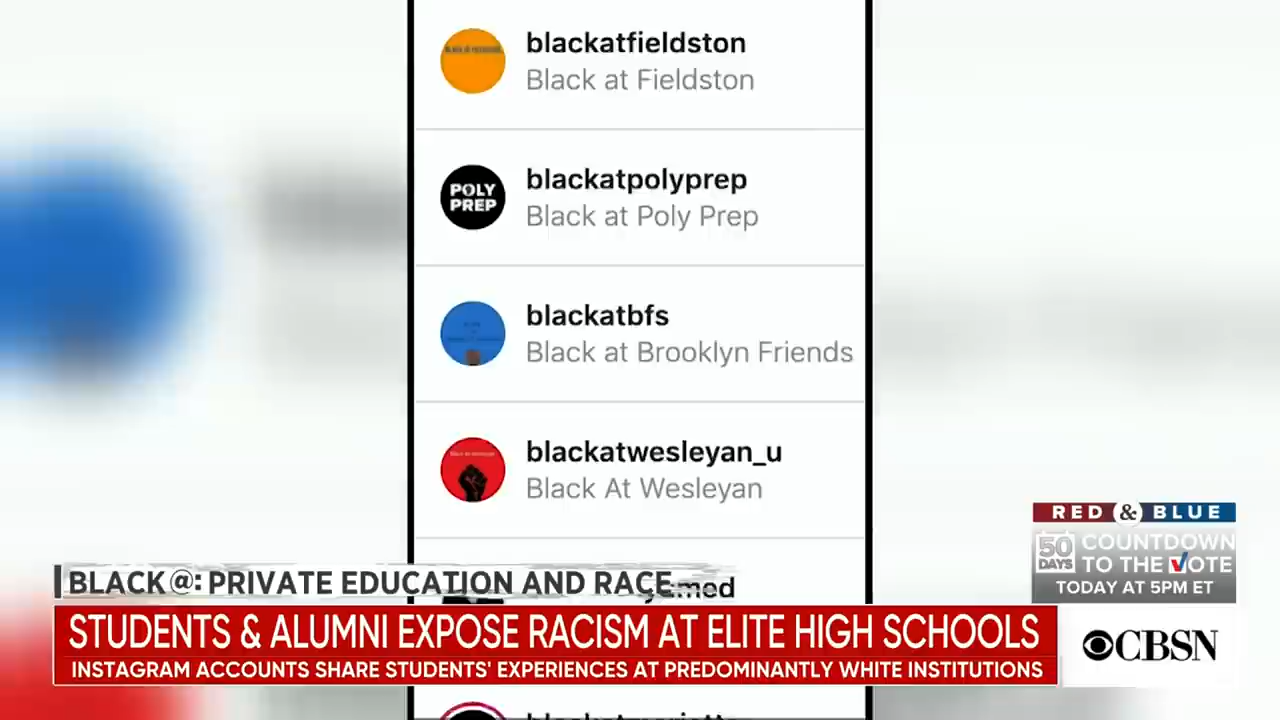 blackatfieldston
Black at Fieldston
POLY
PREP
blackatpolyprep
Black at Poly Prep
blackatbfs
Black at Brooklyn Friends
blackatwesleyan_u
Black At Wesleyan
RED & BLUE
50
DAYS
COUNTDOWN
TO THE VOTE
TODAY AT 5PM ET
BLACK@: PRIVATE EDUCATION AND RACE
STUDENTS & ALUMNI EXPOSE RACISM AT ELITE HIGH SCHOOLS
INSTAGRAM ACCOUNTS SHARE STUDENTS' EXPERIENCES AT PREDOMINANTLY WHITE INSTITUTIONS
CBSN